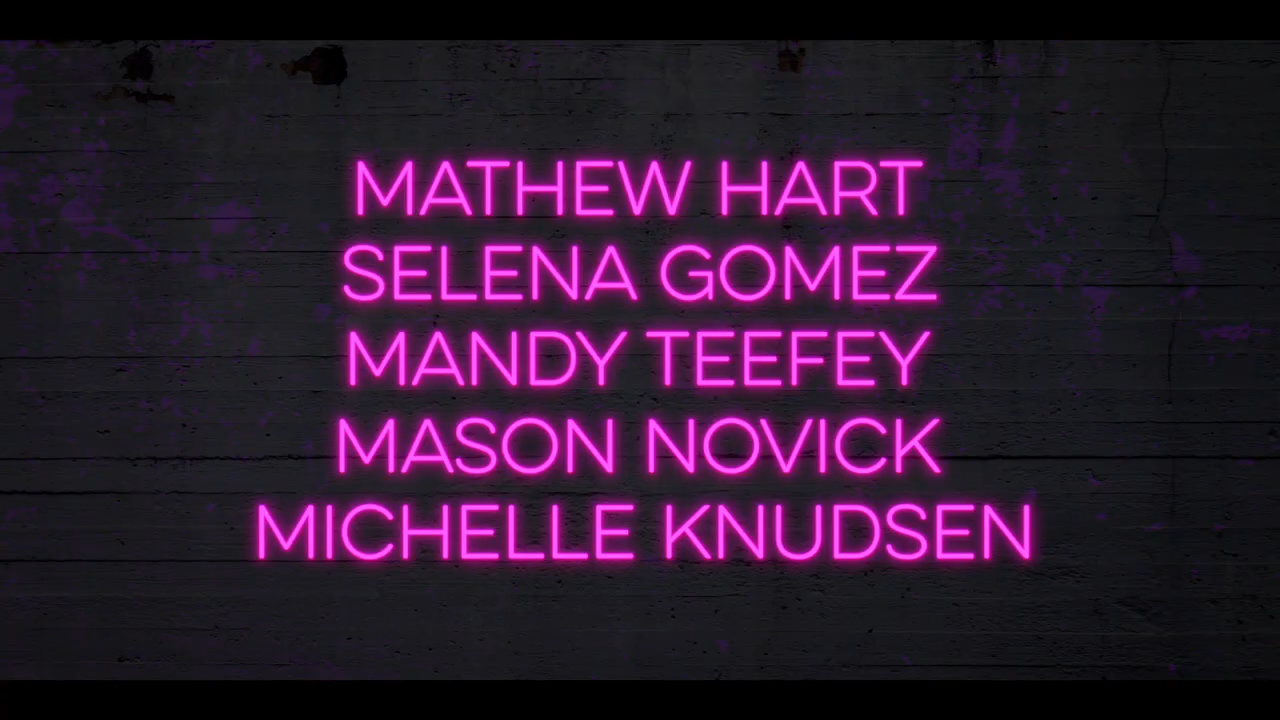 MATHEW HART
SELENA GOMEZ
MANDY TEEFEY
MASON NOVICK
MICHELLE KNUDSEN